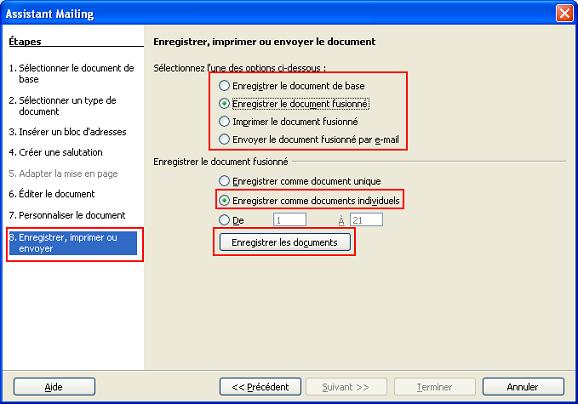 Assistant Mailing
Étapes
1. Sélectionner le document de
base
2. Sélectionner un type de
document
3. Insérer un bloc d'adresses
4. Créer une salutation
5. Adapter la mise en page
6. Éditer le document
7. Personnaliser le document
8. Enregistrer, imprimer ou
envoyer
Enregistrer, imprimer ou envoyer le document
Sélectionnez l'une des options ci-dessous :
Enregistrer le document de base
Enregistrer le document fusionné
Imprimer le document fusionné
Envoyer le document fusionné par e-mail
Enregistrer le document fusionné
Enregistrer comme document unique
Enregistrer comme documents individuels
De 1 À 21
Enregistrer les documents
Aide << Précédent Suivant >> Terminer Annuler